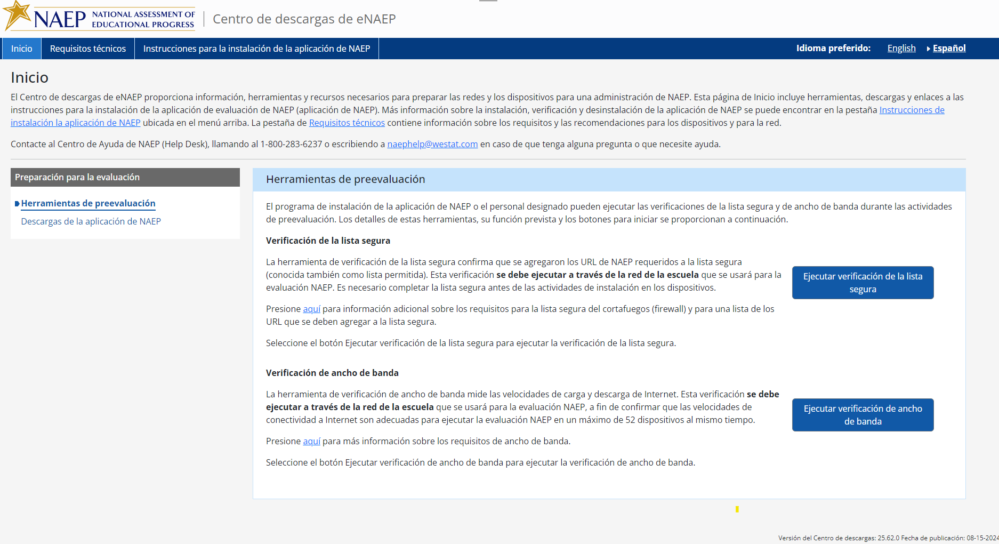 NAEP NATIONAL ASSESSMENT OF
EDUCATIONAL PROGRESS
Centro de descargas de eNAEP
Inicio
Requisitos técnicos
Instrucciones para la instalación de la aplicación de NAEP
Idioma preferido:
English
Español
Inicio
El Centro de descargas de eNAEP proporciona información, herramientas y recursos necesarios para preparar las redes y los dispositivos para una administración de NAEP. Esta página de Inicio incluye herramientas, descargas y enlaces a las
instrucciones para la instalación de la aplicación de evaluación de NAEP (aplicación de NAEP). Más información sobre la instalación, verificación y desinstalación de la aplicación de NAEP se puede encontrar en la pestaña Instrucciones de
instalación la aplicación de NAEP ubicada en el menú arriba. La pestaña de Requisitos técnicos contiene información sobre los requisitos y las recomendaciones para los dispositivos y para la red.
Contacte al Centro de Ayuda de NAEP (Help Desk), llamando al 1-800-283-6237 o escribiendo a naephelp@westat.com en caso de que tenga alguna pregunta o que necesite ayuda.
Preparación para la evaluación
Herramientas de preevaluación
Descargas de la aplicación de NAEP
Herramientas de preevaluación
El programa de instalación de la aplicación de NAEP o el personal designado pueden ejecutar las verificaciones de la lista segura y de ancho de banda durante las actividades
de preevaluación. Los detalles de estas herramientas, su función prevista y los botones para iniciar se proporcionan a continuación.
Verificación de la lista segura
La herramienta de verificación de la lista segura confirma que se agregaron los URL de NAEP requeridos a la lista segura
(conocida también como lista permitida). Esta verificación se debe ejecutar a través de la red de la escuela que se usará para la
evaluación NAEP. Es necesario completar la lista segura antes de las actividades de instalación en los dispositivos.
Presione aquí para información adicional sobre los requisitos para la lista segura del cortafuegos (firewall) y para una lista de los
URL que se deben agregar a la lista segura.
Seleccione el botón Ejecutar verificación de la lista segura para ejecutar la verificación de la lista segura.
Ejecutar verificación de la lista
segura
Verificación de ancho de banda
La herramienta de verificación de ancho de banda mide las velocidades de carga y descarga de Internet. Esta verificación se debe
ejecutar a través de la red de la escuela que se usará para la evaluación NAEP, a fin de confirmar que las velocidades de
conectividad a Internet son adecuadas para ejecutar la evaluación NAEP en un máximo de 52 dispositivos al mismo tiempo.
Presione aquí para más información sobre los requisitos de ancho de banda.
Seleccione el botón Ejecutar verificación de ancho de banda para ejecutar la verificación de ancho de banda.
Ejecutar verificación de ancho
de banda
Versión del Centro de descargas: 25.62.0 Fecha de publicación: 08-15-2024